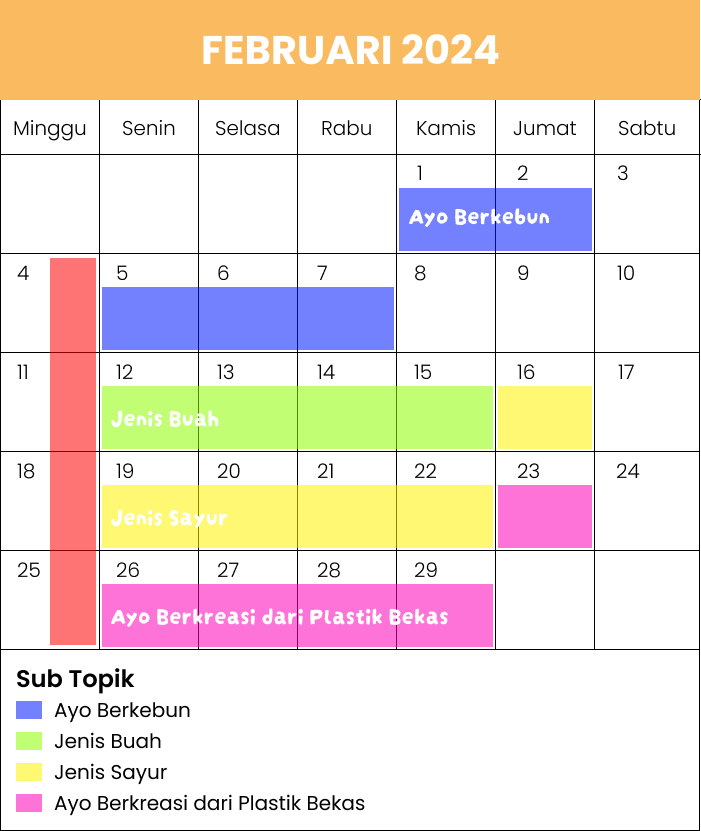 FEBRUARI 2024
Minggu Senin Selasa Rabu Kamis Jumat Sabtu
1 2 3
Ayo Berkebun
4 5 6 7 8 9 10
11 12 13 14 15 16 17
Jenis Buah
18 19 20 21 22 23 24
Jenis Sayur
25 26 27 28 29
Ayo Berkreasi dari Plastik Bekas
Sub Topik
Ayo Berkebun
Jenis Buah
Jenis Sayur
Ayo Berkreasi dari Plastik Bekas